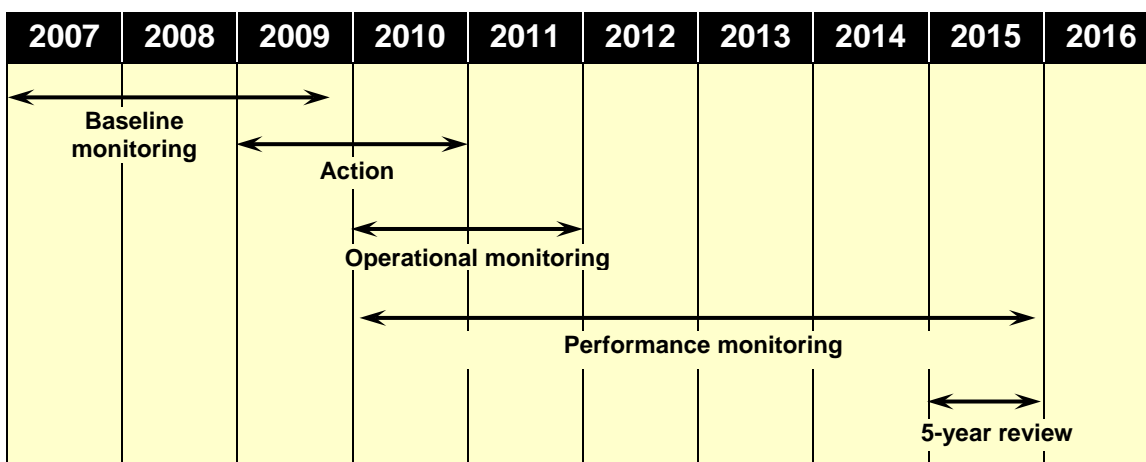 2007 2008 2009 2010 2011 2012 2013 2014 2015 2016
Baseline
monitoring
Action
Operational monitoring
Performance monitoring
5-year review